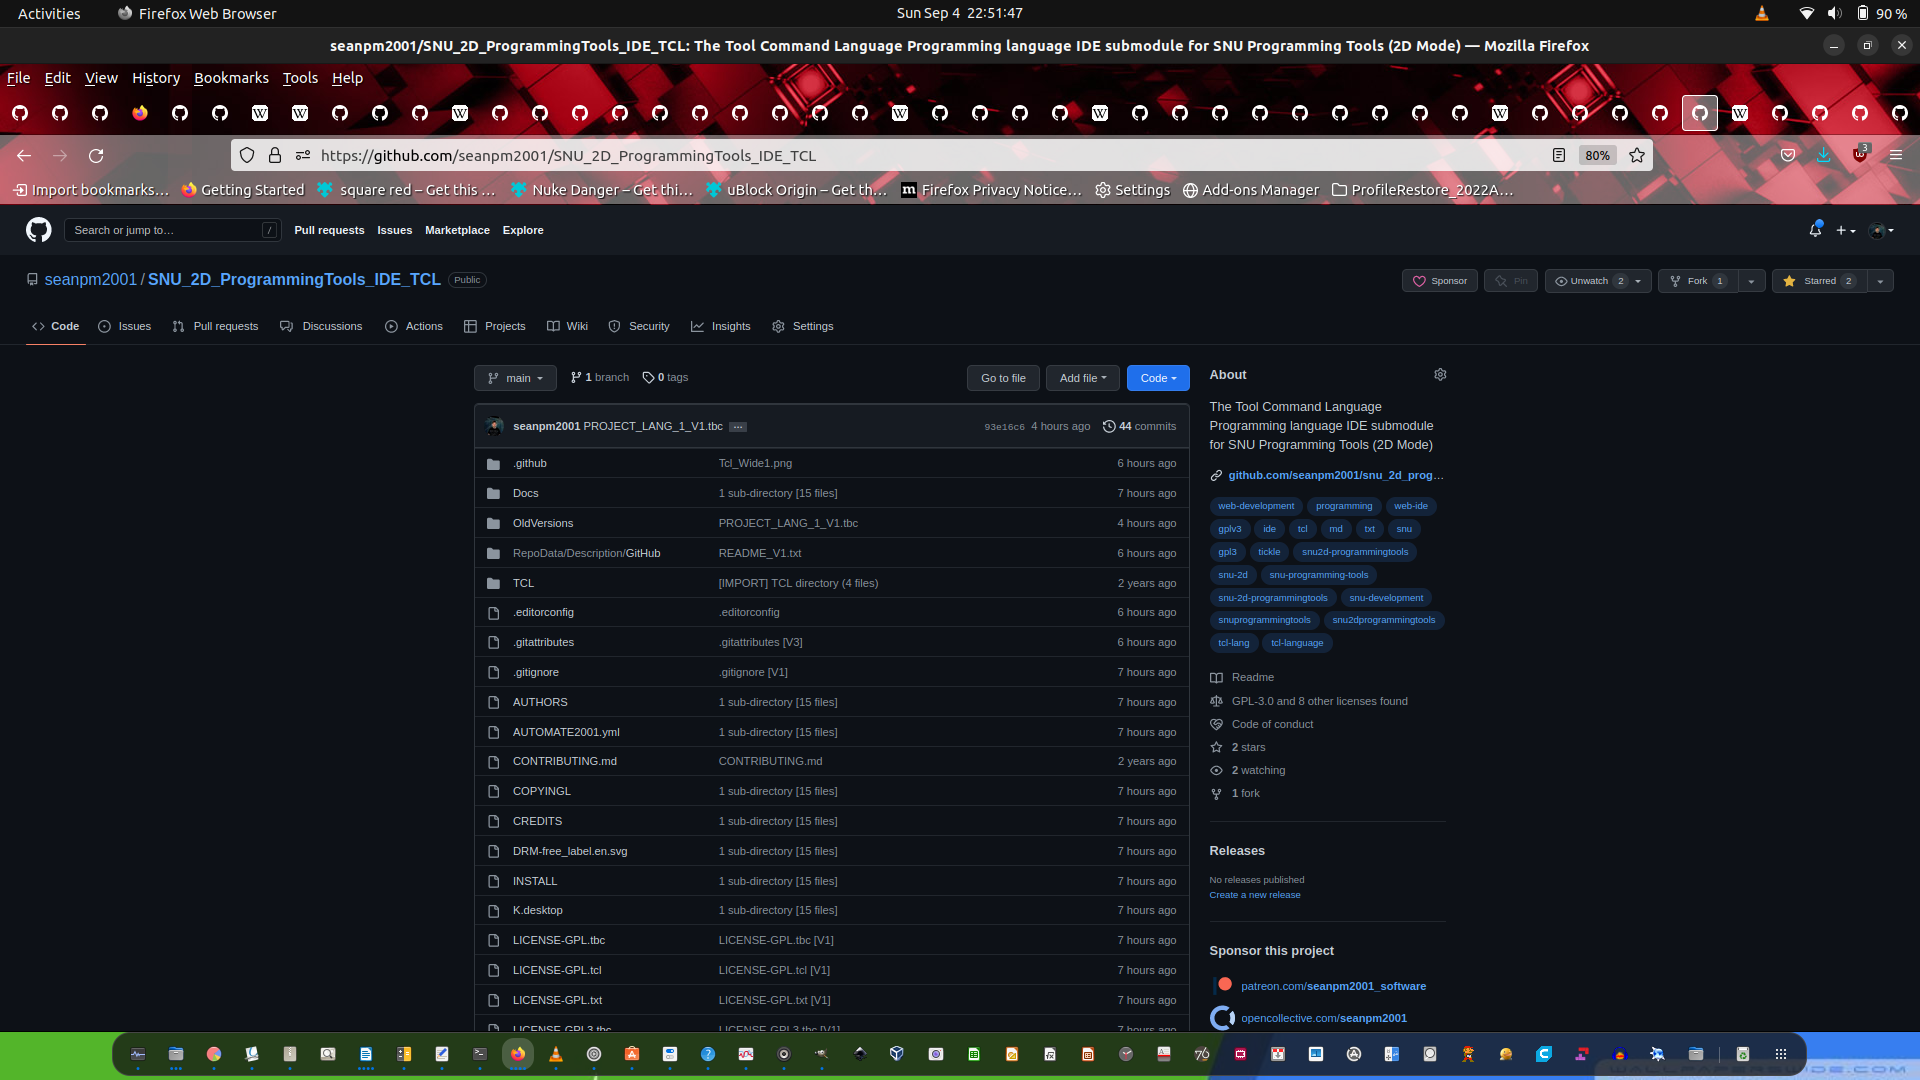 Activities Firefox Web Browser Sun Sep 4 22:51:47 90 %
seanpm2001/SNU_2D_ProgrammingTools_IDE_TCL: The Tool Command Language Programming language IDE submodule for SNU Programming Tools (2D Mode) — Mozilla Firefox
File Edit View History Bookmarks Tools Help
https://github.com/seanpm2001/SNU_2D_ProgrammingTools_IDE_TCL 80% 3
Import bookmarks… Getting Started square red – Get this … Nuke Danger – Get thi… uBlock Origin – Get th… Firefox Privacy Notice… Settings Add-ons Manager ProfileRestore_2022A…
Search or jump to… / Pull requests Issues Marketplace Explore
seanpm2001 / SNU_2D_ProgrammingTools_IDE_TCL Public Sponsor Pin Unwatch 2 Fork 1 Starred 2
Code Issues Pull requests Discussions Actions Projects Wiki Security Insights Settings
main 1 branch 0 tags Go to file Add file Code
seanpm2001 PROJECT_LANG_1_V1.tbc ... 93e16c6 4 hours ago 44 commits
.github Tcl_Wide1.png 6 hours ago
Docs 1 sub-directory [15 files] 7 hours ago
OldVersions PROJECT_LANG_1_V1.tbc 4 hours ago
RepoData/Description/GitHub README_V1.txt 6 hours ago
TCL [IMPORT] TCL directory (4 files) 2 years ago
.editorconfig .editorconfig 6 hours ago
.gitattributes .gitattributes [V3] 6 hours ago
.gitignore .gitignore [V1] 7 hours ago
AUTHORS 1 sub-directory [15 files] 7 hours ago
AUTOMATE2001.yml 1 sub-directory [15 files] 7 hours ago
CONTRIBUTING.md CONTRIBUTING.md 2 years ago
COPYINGL 1 sub-directory [15 files] 7 hours ago
CREDITS 1 sub-directory [15 files] 7 hours ago
DRM-free_label.en.svg 1 sub-directory [15 files] 7 hours ago
INSTALL 1 sub-directory [15 files] 7 hours ago
K.desktop 1 sub-directory [15 files] 7 hours ago
LICENSE-GPL.tbc LICENSE-GPL.tbc [V1] 7 hours ago
LICENSE-GPL.tcl LICENSE-GPL.tcl [V1] 7 hours ago
LICENSE-GPL.txt LICENSE-GPL.txt [V1] 7 hours ago
LICENSE-GPL3.tbc LICENSE-GPL3.tbc [V1] 7 hours ago
About
The Tool Command Language
Programming language IDE submodule
for SNU Programming Tools (2D Mode)
github.com/seanpm2001/snu_2d_prog…
web-development programming web-ide
gplv3 ide tcl md txt snu
gpl3 tickle snu2d-programmingtools
snu-2d snu-programming-tools
snu-2d-programmingtools snu-development
snuprogrammingtools snu2dprogrammingtools
tcl-lang tcl-language
Readme
GPL-3.0 and 8 other licenses found
Code of conduct
2 stars
2 watching
1 fork
Releases
No releases published
Create a new release
Sponsor this project
patreon.com/seanpm2001_software
opencollective.com/seanpm2001
WALLPAPERSWIDE.COM